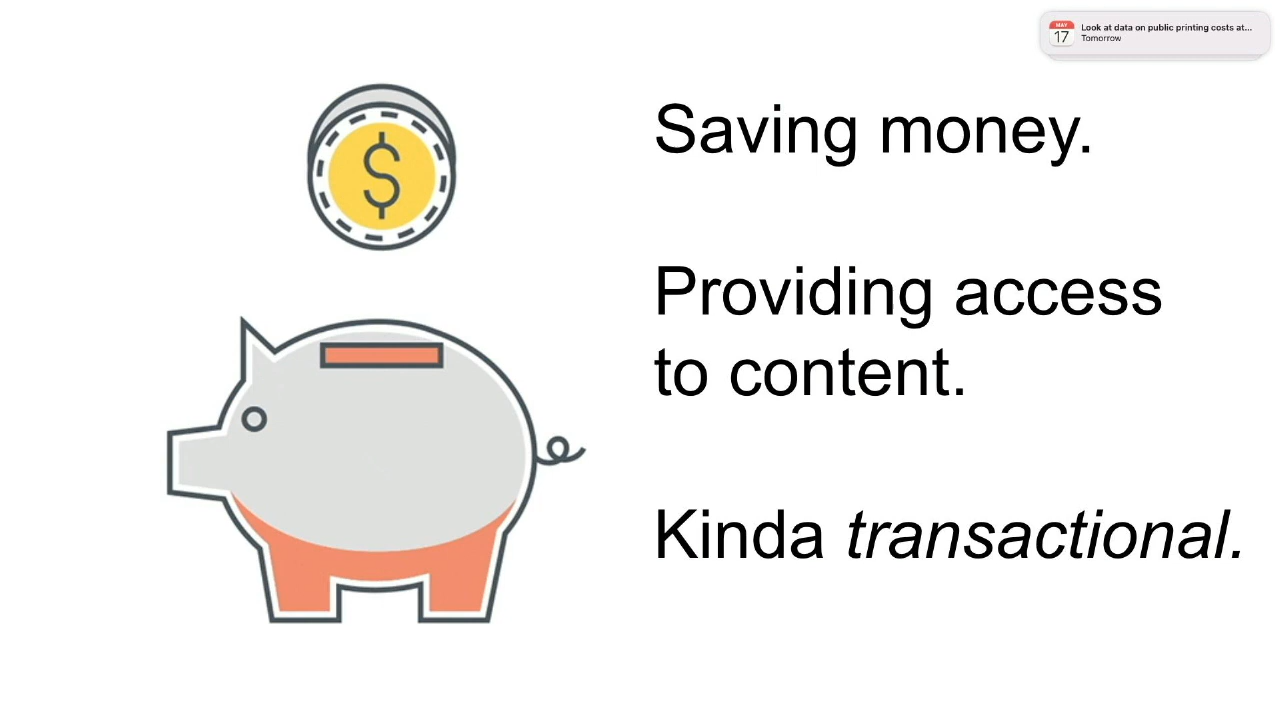 MAY
17
Look at data on public printing costs at...
Tomorrow
$
Saving money.
Providing access
to content.
Kinda transactional.